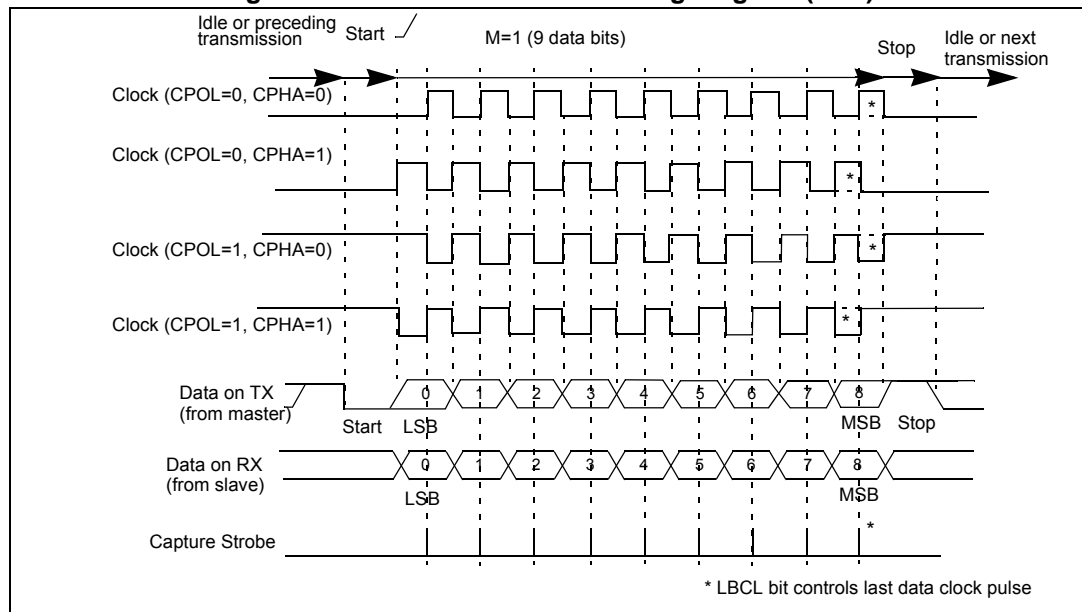 Idle or preceding
transmission
Start
M=1 (9 data bits)
Stop
Idle or next
transmission
Clock (CPOL=0, CPHA=0)
*
Clock (CPOL=0, CPHA=1)
*
Clock (CPOL=1, CPHA=0)
*
Clock (CPOL=1, CPHA=1)
*
Data on TX
(from master)
0 1 2 3 4 5 6 7 8
Start LSB MSB Stop
Data on RX
(from slave)
0 1 2 3 4 5 6 7 8
LSB MSB
Capture Strobe
*
* LBCL bit controls last data clock pulse